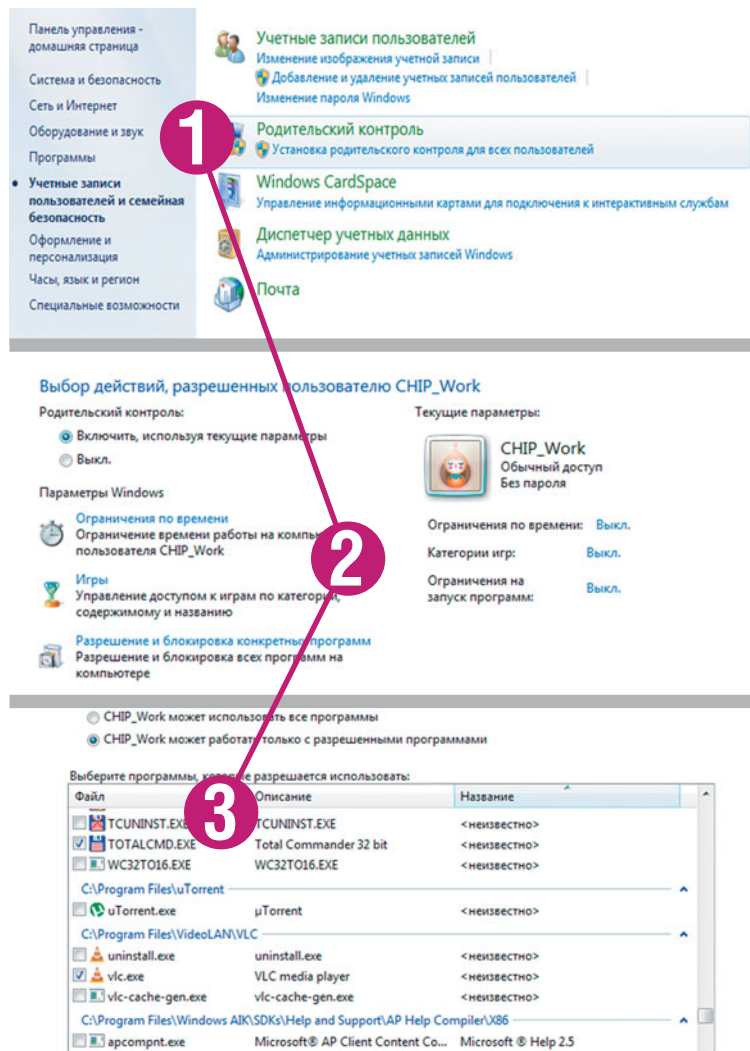 Панель управления -
домашняя страница
Система и безопасность
Сеть и Интернет
Оборудование и звук
Программы
Учетные записи
пользователей и семейная
безопасность
Оформление и
персонализация
Часы, язык и регион
Специальные возможности
Учетные записи пользователей
Изменение изображения учетной записи
Добавление и удаление учетных записей пользователей
Изменение пароля Windows
1
Родительский контроль
Установка родительского контроля для всех пользователей
Windows CardSpace
Управление информационными картами для подключения к интерактивным службам
Диспетчер учетных данных
Администрирование учетных записей Windows
Почта
Выбор действий, разрешенных пользователю CHIP_Work
Родительский контроль:
Включить, используя текущие параметры
Выкл.
Параметры Windows
Ограничения по времени
Ограничение времени работы на
пользователя CHIP_Work
2
Игры
Управление доступом к играм по категории,
содержимому и названию
Разрешение и блокировка конкретных программ
Разрешение и блокировка всех программ на
компьютере
Текущие параметры:
CHIP_Work
Обычный доступ
Без пароля
Ограничения по времени: Выкл.
Категории игр: Выкл.
Ограничения на
запуск программ: Выкл.
CHIP_Work может использовать все программы
CHIP_Work может работать только с разрешенными программами
Выберите программы, которые разрешается использовать:
3
Файл Описание Название
TCUNINST.EXE TCUNINST.EXE <неизвестно>
TOTALCMD.EXE Total Commander 32 bit <неизвестно>
WC32TO16.EXE WC32TO16.EXE <неизвестно>
C:\Program Files\uTorrent
uTorrent.exe µTorrent <неизвестно>
C:\Program Files\VideoLAN\VLC
uninstall.exe uninstall.exe <неизвестно>
vlc.exe VLC media player <неизвестно>
vlc-cache-gen.exe vlc-cache-gen.exe <неизвестно>
C:\Program Files\Windows AIK\SDKs\Help and Support\AP Help Compiler\X86
apcompnt.exe Microsoft® AP Client Content Co... Microsoft ® Help 2.5